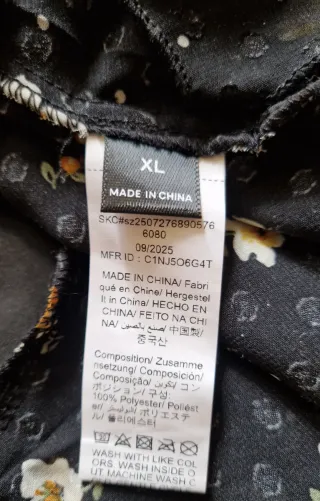 XL
MADE IN CHINA
SKC#sz2507276890576
6080
09/2025
MFR ID : C1NJ5O6G4T
MADE IN CHINA/ Fabri
qué en Chine/ Hergestel
lt in China/ HECHO EN
CHINA/ FEITO NA CHI
NA/ صنع بالصين/ 中国製/
중국산
Composition/ Zusamme
nsetzung/ Composición/
Composição/ تكوين/ コン
ポジション/ 구성:
100% Polyester/ Poliést
er/ بوليستر/ ポリエステ
ル/ 폴리에스터
WASH WITH LIKE COL
ORS. WASH INSIDE O
UT. MACHINE WASH C